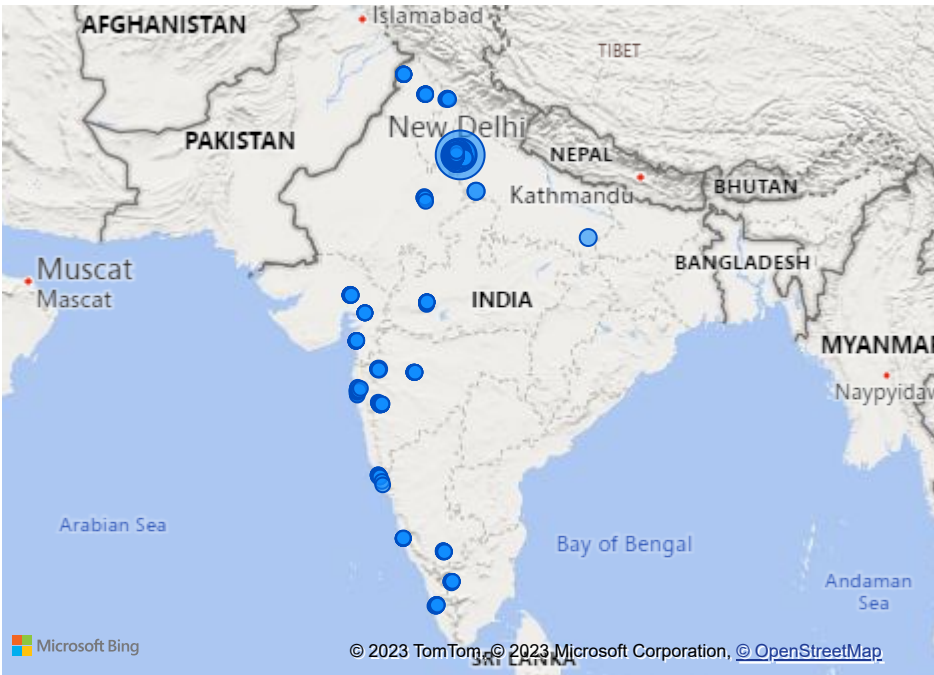 Islamabad
AFGHANISTAN
TIBET
New Delhi
PAKISTAN
NEPAL
BHUTAN
Kathmandu
BANGLADESH
Muscat
Mascat
INDIA
MYANMAR
Naypyidaw
Arabian Sea
Bay of Bengal
Andaman
Sea
Microsoft Bing
© 2023 TomTom, © 2023 Microsoft Corporation, © OpenStreetMap
SRI LANKA